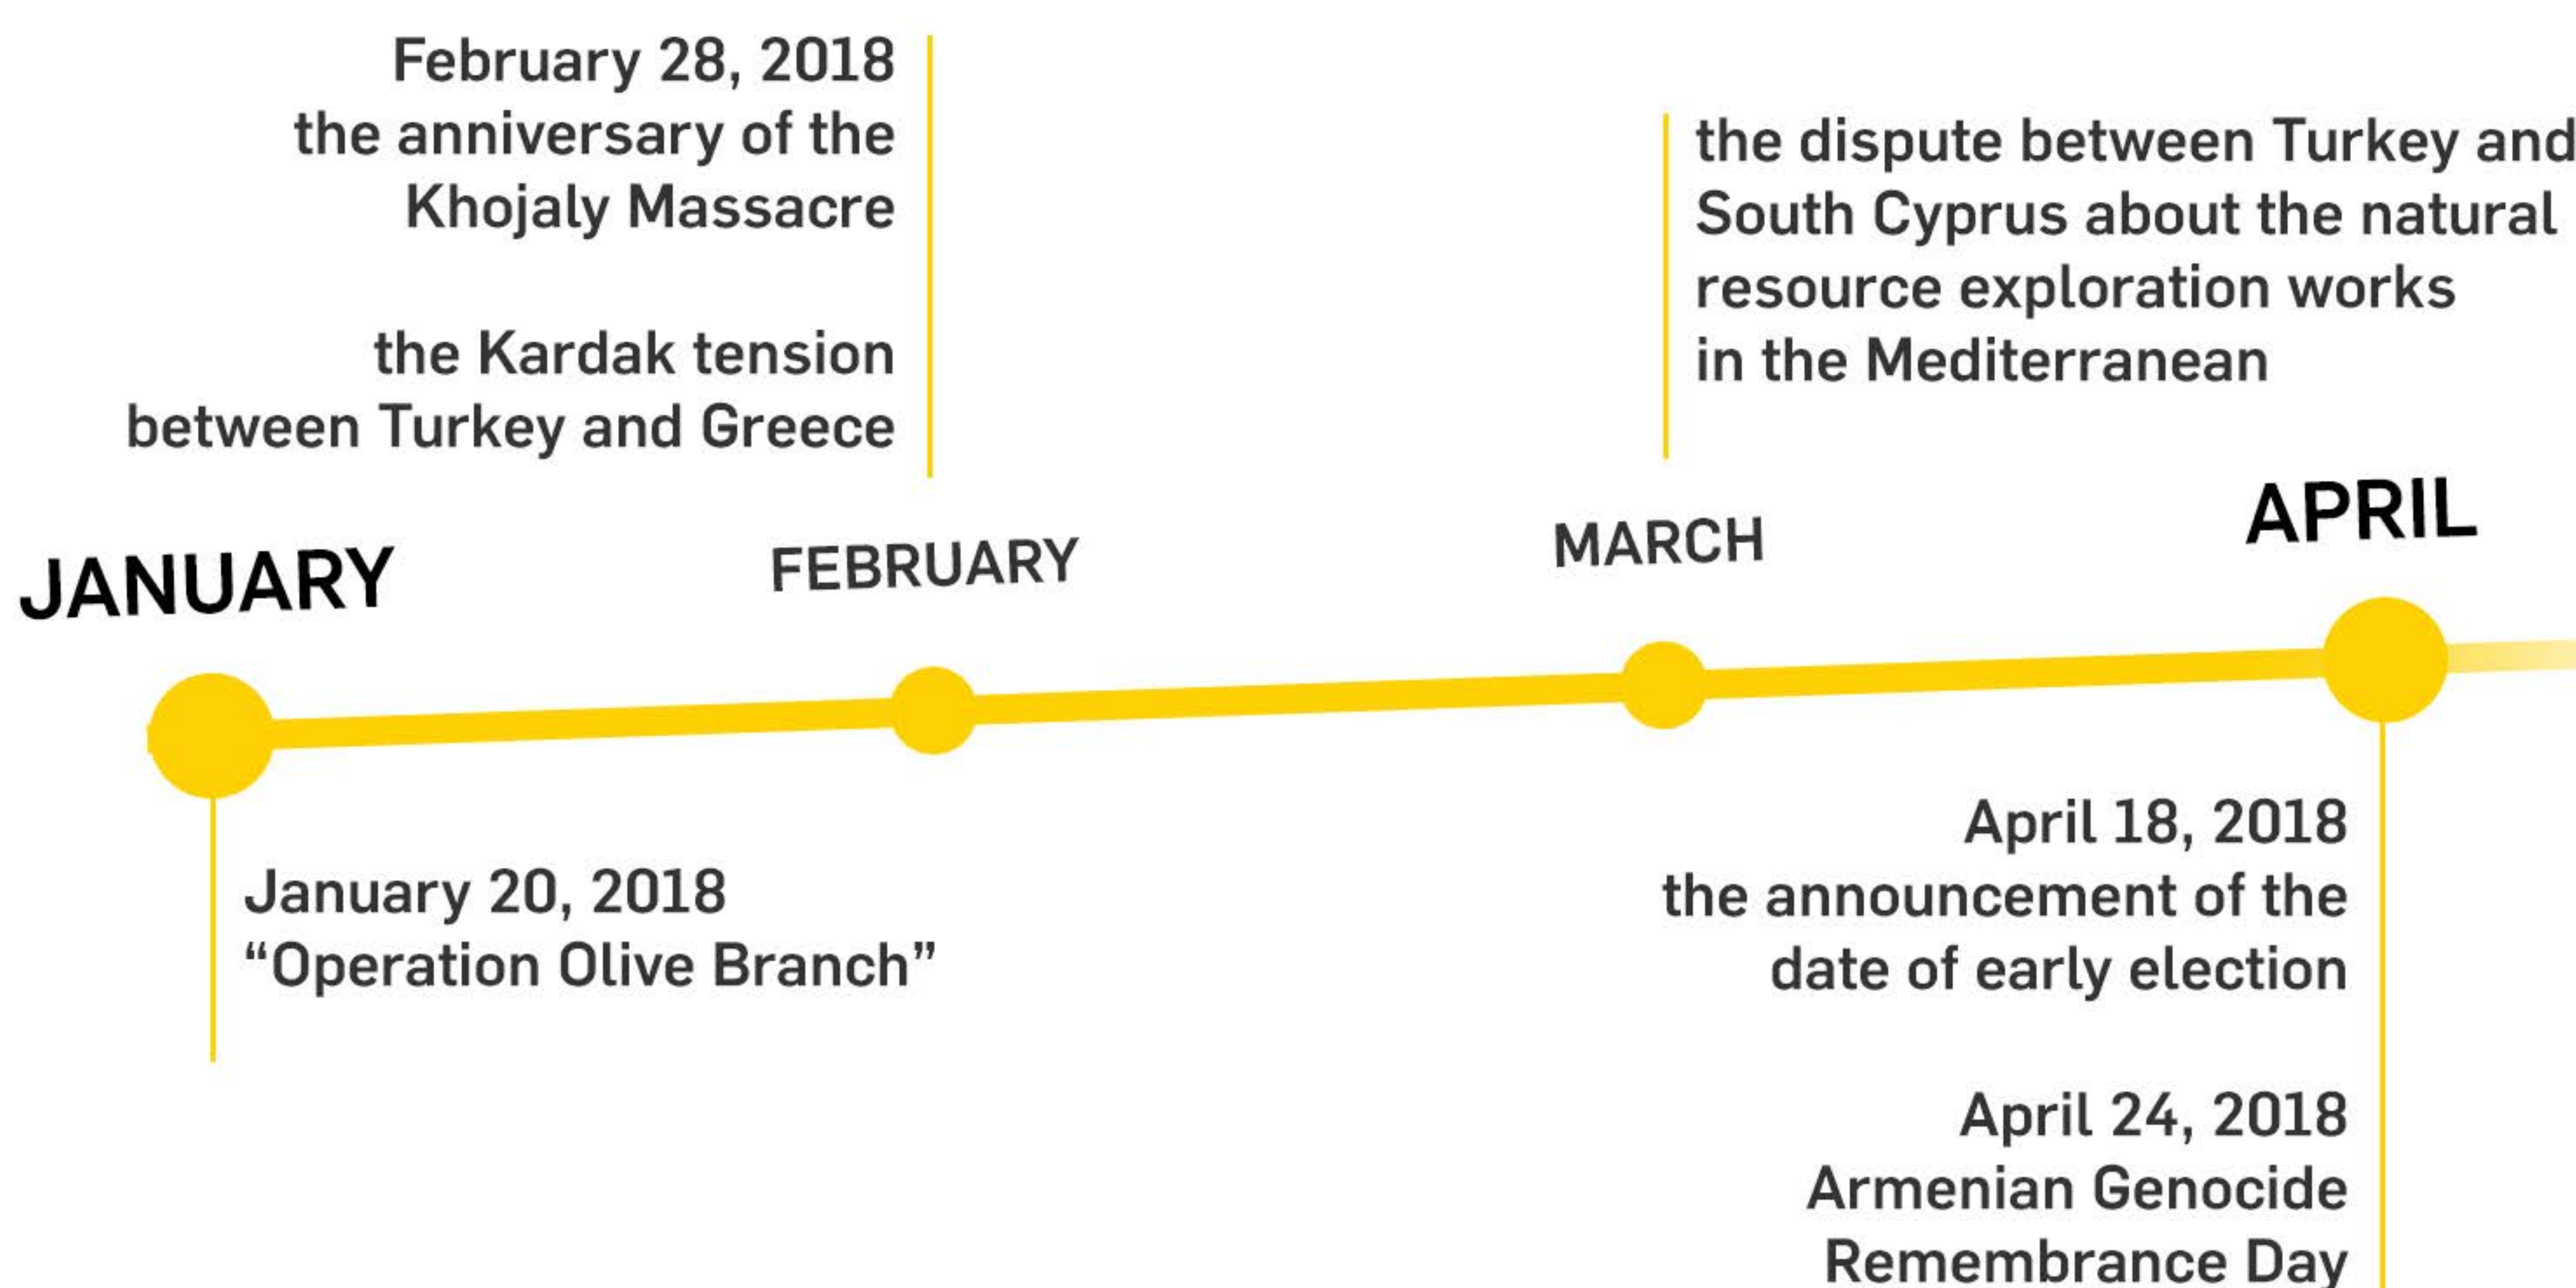 February 28, 2018
the anniversary of the
Khojaly Massacre
the Kardak tension
between Turkey and Greece
the dispute between Turkey and
South Cyprus about the natural
resource exploration works
in the Mediterranean
JANUARY
FEBRUARY
MARCH
APRIL
January 20, 2018
“Operation Olive Branch”
April 18, 2018
the announcement of the
date of early election
April 24, 2018
Armenian Genocide
Remembrance Day